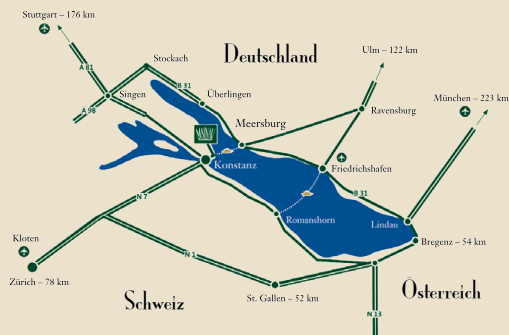 Stuttgart – 176 km
Deutschland
Ulm – 122 km
Stockach
A 81
B 31
Singen
Überlingen
München – 223 km
A 98
Ravensburg
Meersburg
MAINAU
Konstanz
Friedrichshafen
N 7
B 31
Romanshorn
Lindau
Kloten
Bregenz – 54 km
N 1
Zürich – 78 km
Schweiz
St. Gallen – 52 km
Österreich
N 13